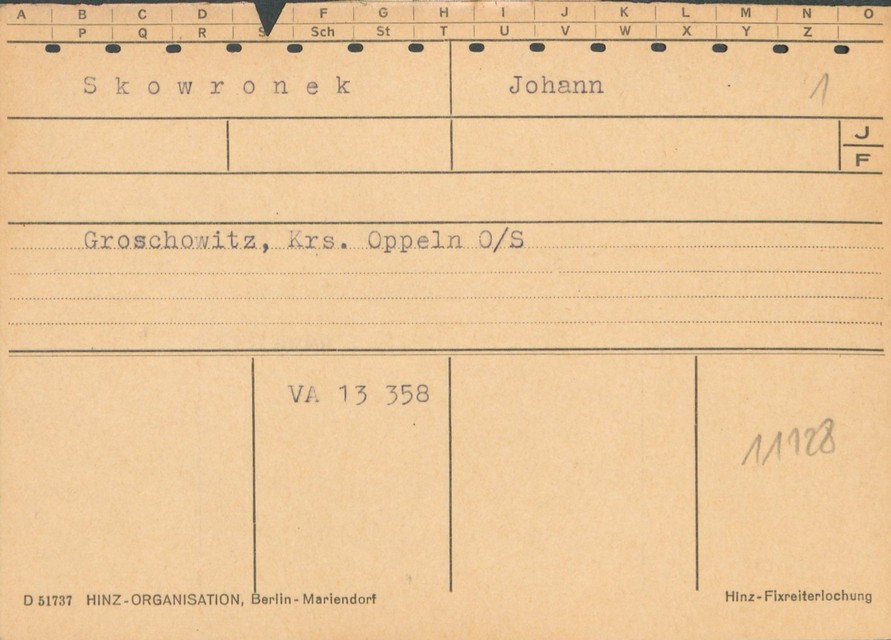 A B C D F G H I J K L M N O
P Q R S Sch St T U V W X Y Z
Skowronek Johann 1
J
F
Groschowitz, Krs. Oppeln O/S
VA 13 358
11128
D 51737 HINZ-ORGANISATION, Berlin-Mariendorf Hinz-Fixreiterlochung